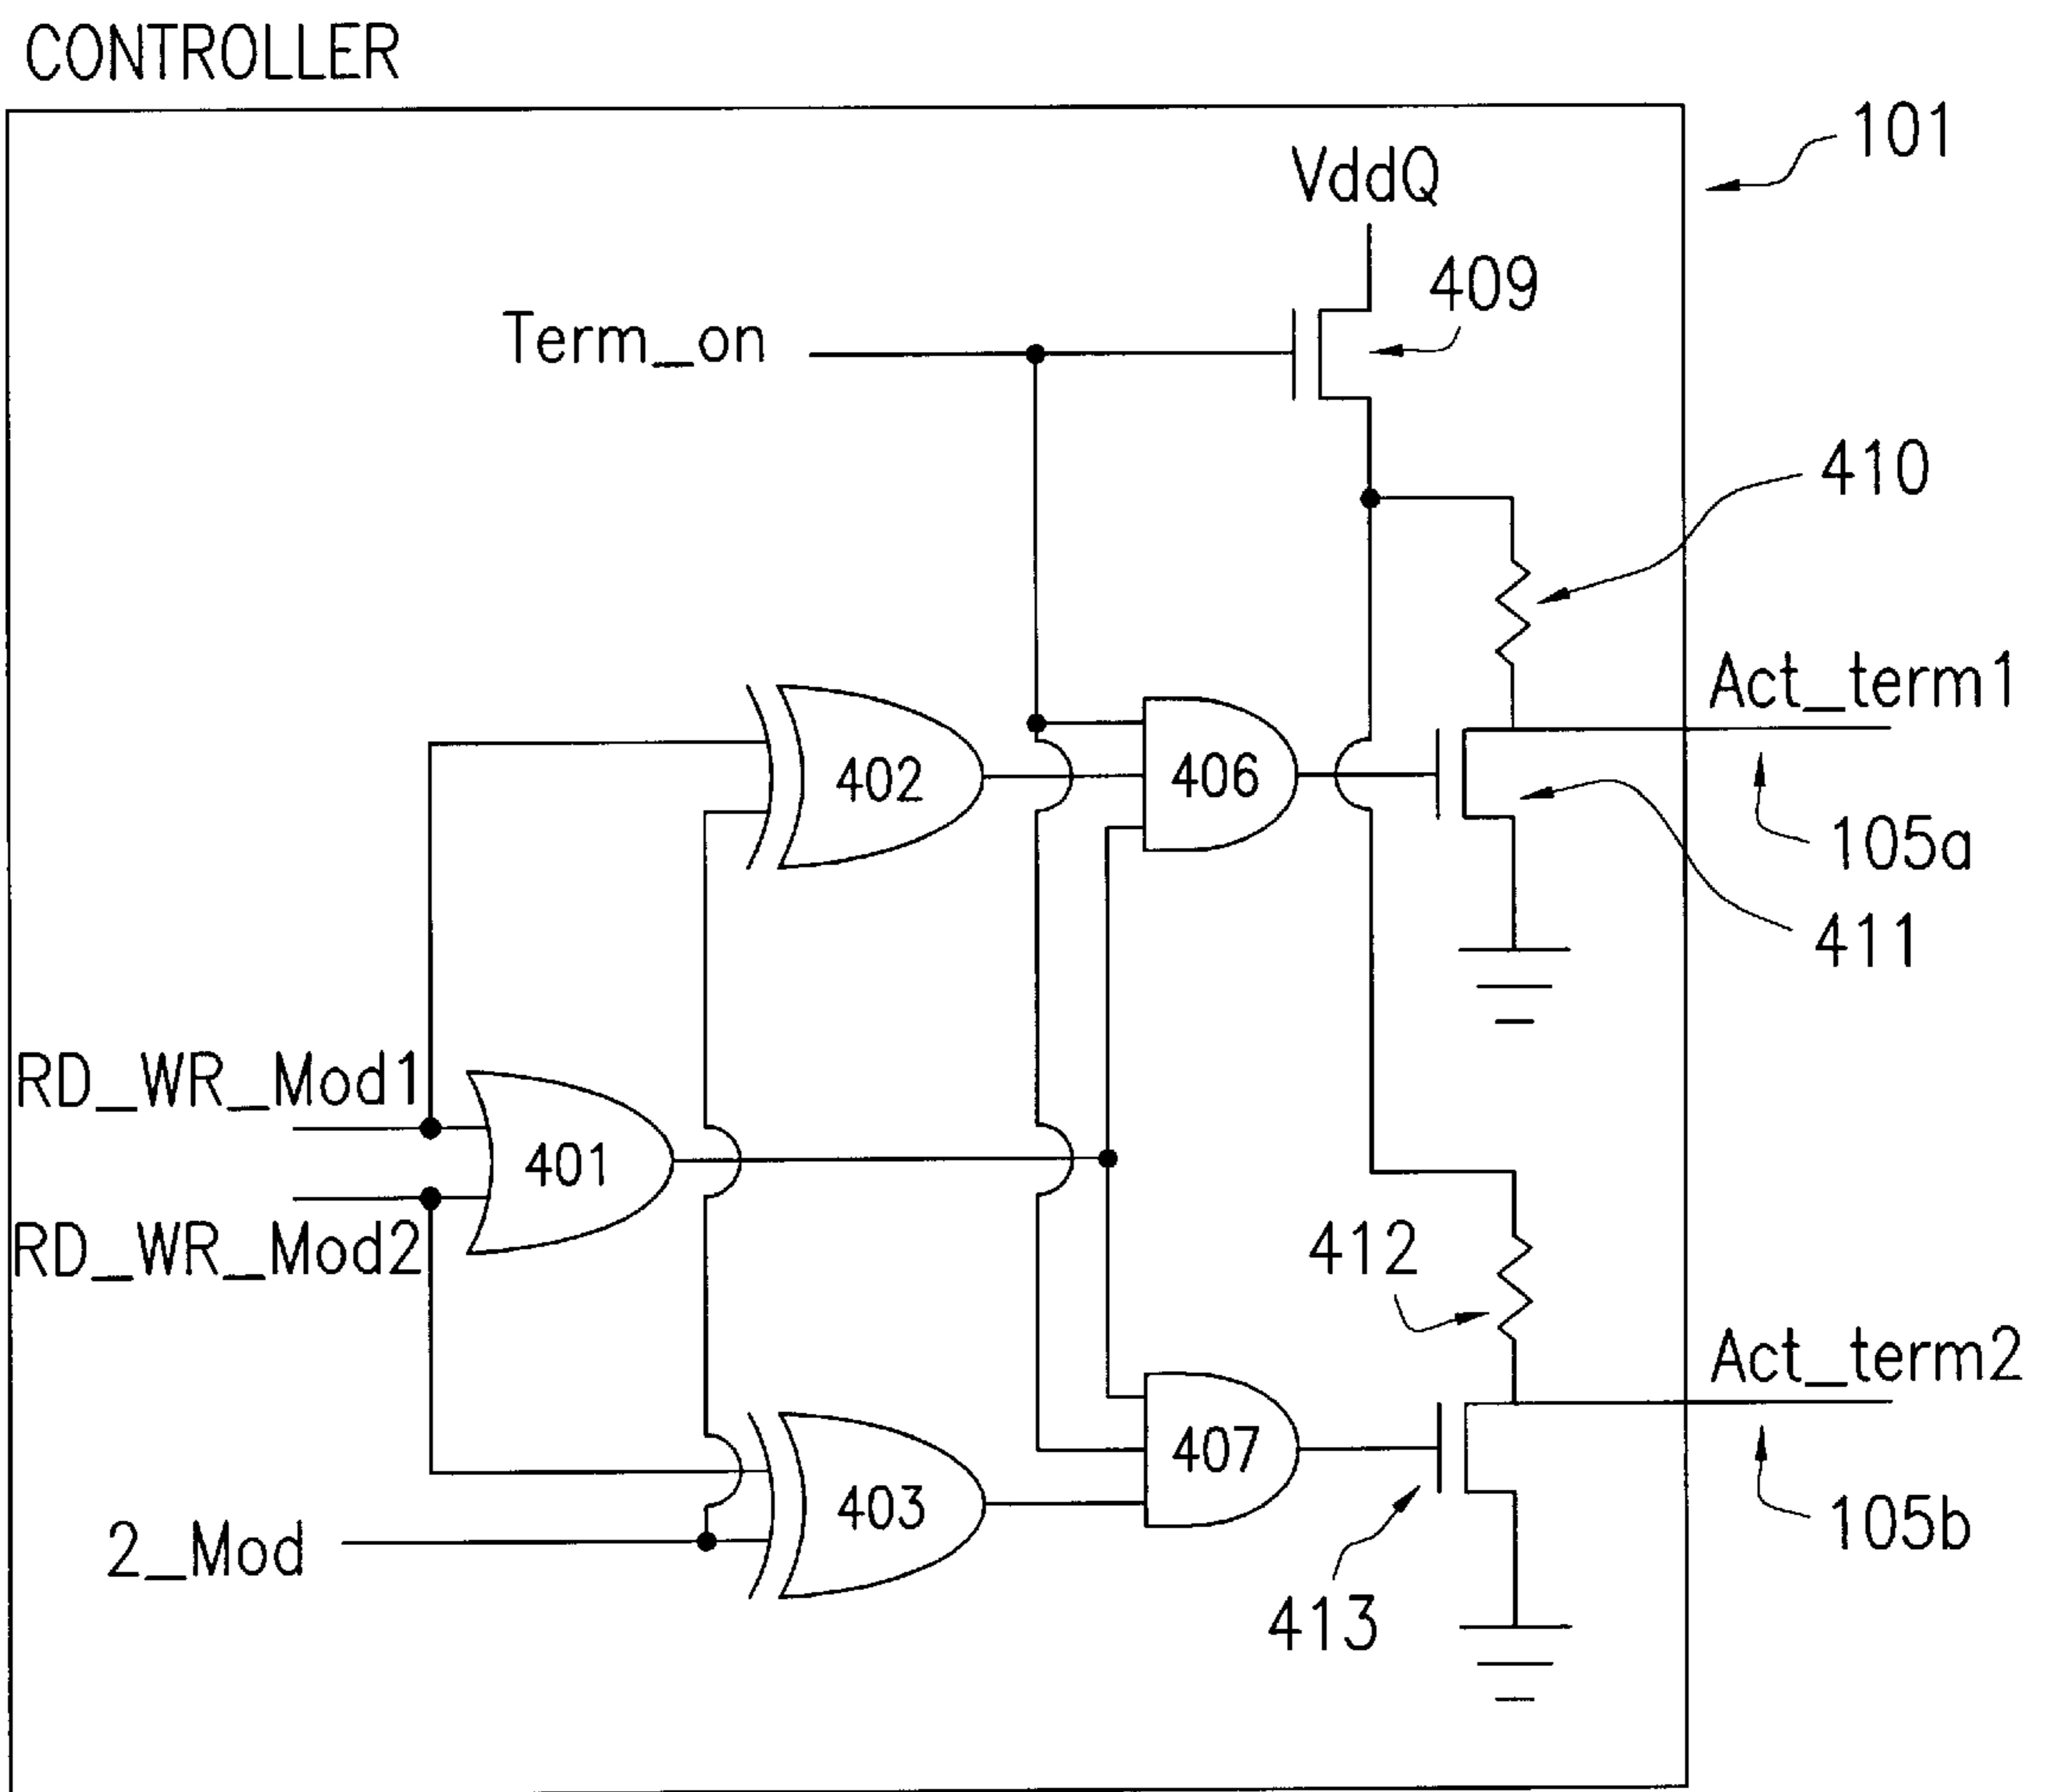 CONTROLLER
101
VddQ
409
Term_on
410
Act_term1
402
406
105a
411
RD_WR_Mod1
401
RD_WR_Mod2
412
Act_term2
407
403
2_Mod
105b
413